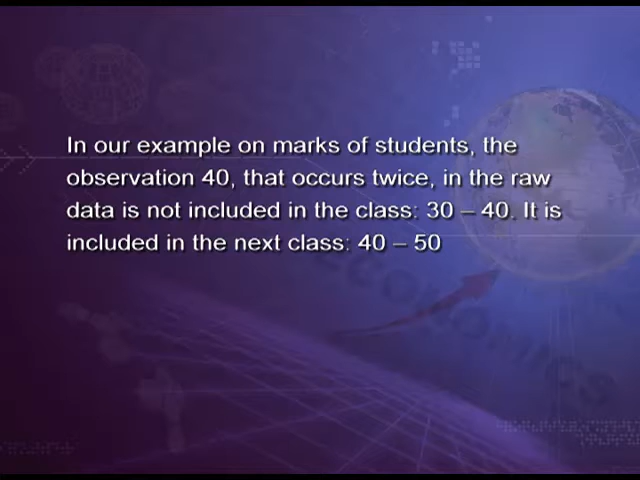 In our example on marks of students, the
observation 40, that occurs twice, in the raw
data is not included in the class: 30 – 40. It is
included in the next class: 40 – 50
ECONOMICS